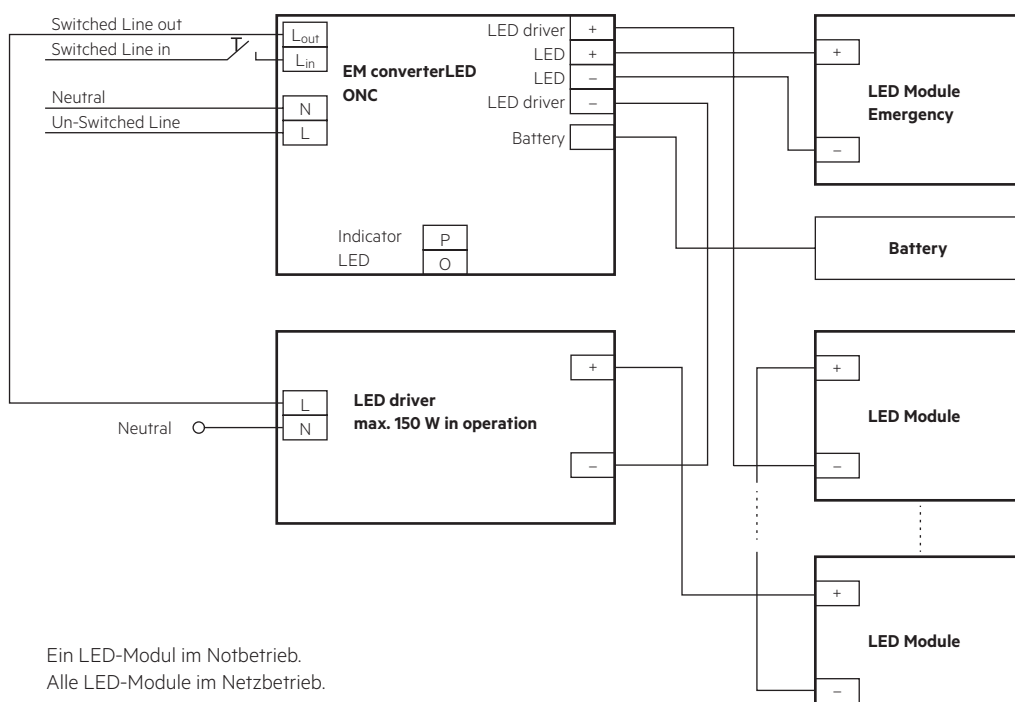 Switched Line out
Switched Line in
Neutral
Un-Switched Line
Lout
Lin
N
L
EM converterLED
ONC
LED driver +
LED +
LED –
LED driver –
Battery
Indicator P
LED O
+
–
LED Module
Emergency
Battery
L
N
Neutral
LED driver
max. 150 W in operation
+
–
+
–
LED Module
+
–
LED Module
Ein LED-Modul im Notbetrieb.
Alle LED-Module im Netzbetrieb.